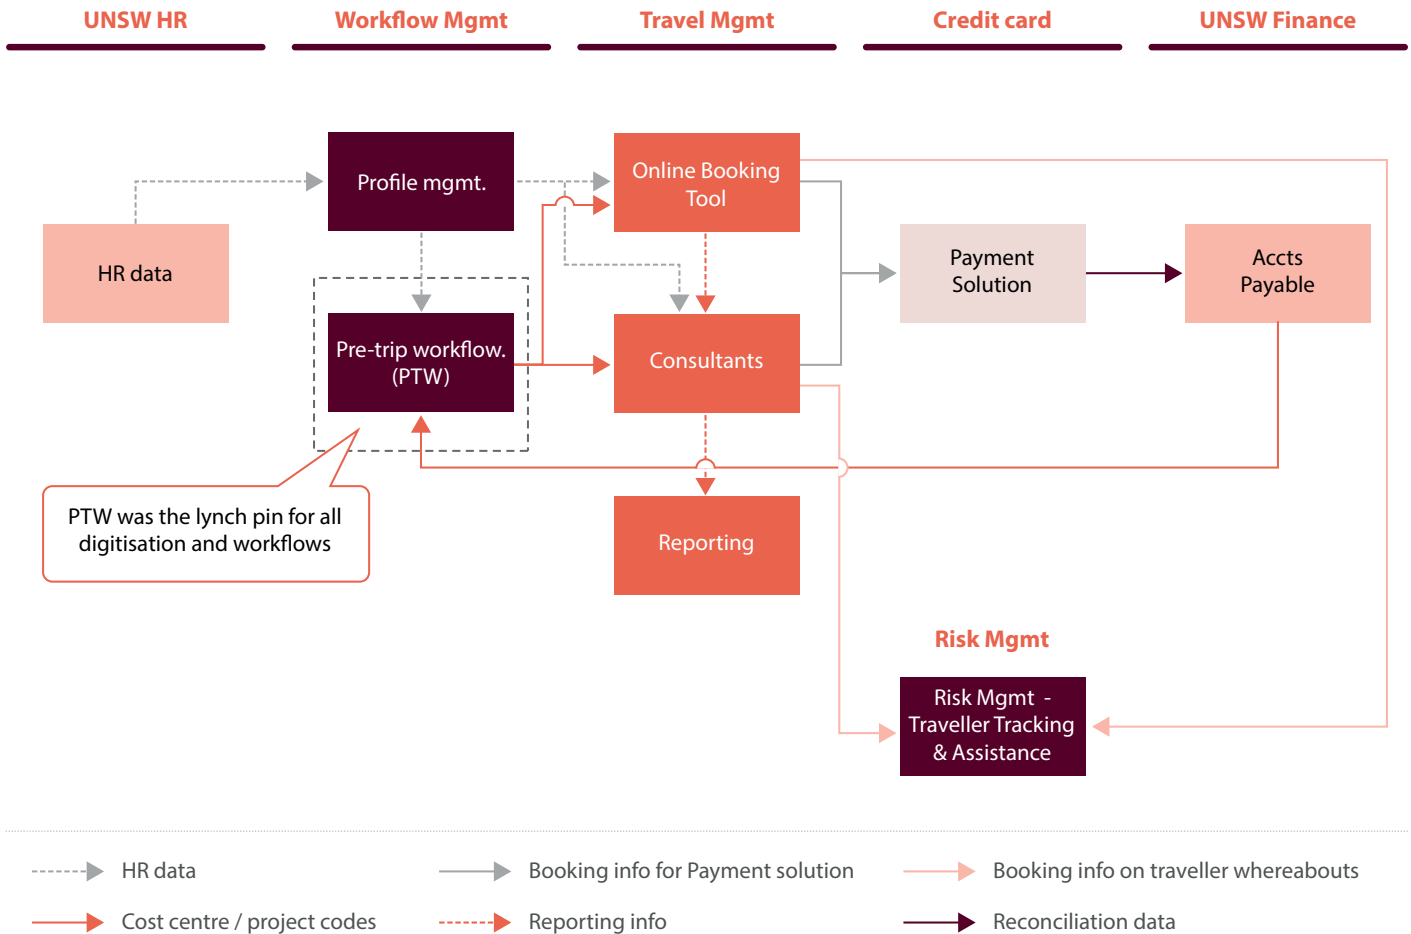 UNSW HR
Workflow Mgmt
Travel Mgmt
Credit card
UNSW Finance
Profile mgmt.
Online Booking
Tool
HR data
Payment
Solution
Accts
Payable
Pre-trip workflow.
(PTW)
Consultants
PTW was the lynch pin for all
digitisation and workflows
Reporting
Risk Mgmt
Risk Mgmt -
Traveller Tracking
& Assistance
HR data
Booking info for Payment solution
Booking info on traveller whereabouts
Cost centre / project codes
Reporting info
Reconciliation data